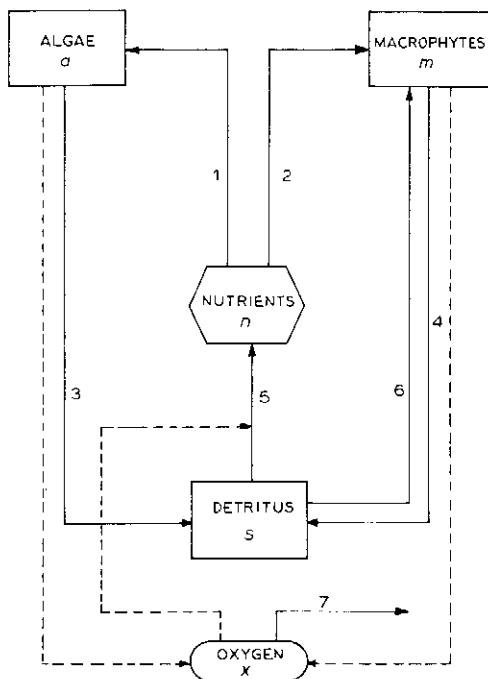 ALGAE
a
MACROPHYTES
m
1
2
NUTRIENTS
n
3
5
6
4
DETRITUS
s
7
OXYGEN
x